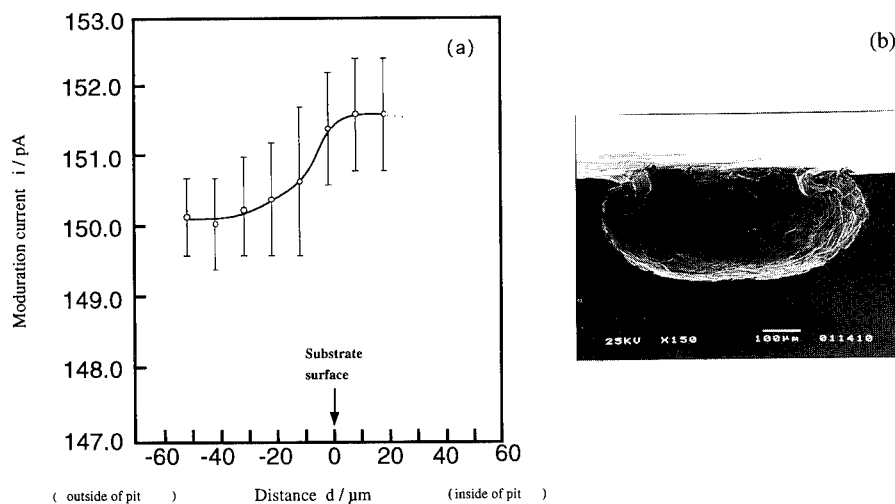 153.0
(a)
152.0
151.0
150.0
149.0
148.0
147.0
Moduration current i / pA
Substrate
surface
-60 -40 -20 0 20 40 60
( outside of pit )
Distance d / μm
( inside of pit )
(b)
25KV X150 100μm 011410